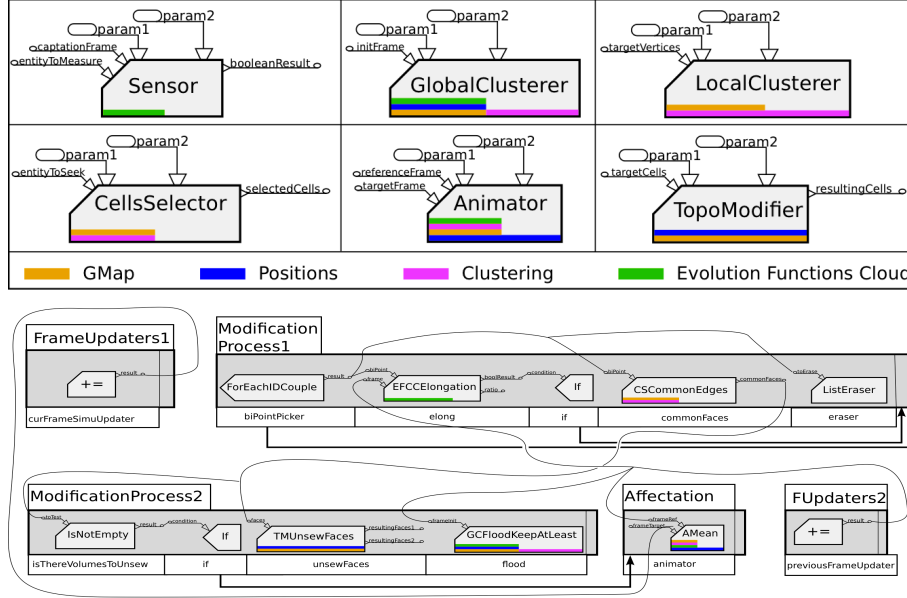 param2
param1
captationFrame
entityToMeasure
booleanResult
Sensor
param2
param1
initFrame
GlobalClusterer
param2
param1
targetVertices
LocalClusterer
param2
param1
entityToSeek
selectedCells
CellsSelector
param2
param1
referenceFrame
targetFrame
Animator
param2
param1
targetCells
resultingCells
TopoModifier
GMap
Positions
Clustering
Evolution Functions Cloud
FrameUpdaters1
result
+=
curFrameSimuUpdater
Modification
Process1
ForEachIDCouple
result
biPoint
frame
EFCCElongation
boolResult
ratio
condition
If
biPoint
CSCommonEdges
commonFaces
toErase
ListEraser
biPointPicker
elong
if
commonFaces
eraser
ModificationProcess2
toTest
IsNotEmpty
result
condition
If
faces
TMUnsewFaces
resultingFaces1
resultingFaces2
frameInit
GCFloodKeepAtLeast
isThereVolumesToUnsew
if
unsewFaces
flood
Affectation
frameRef
frameTarget
AMean
animator
FUpdaters2
+=
result
previousFrameUpdater